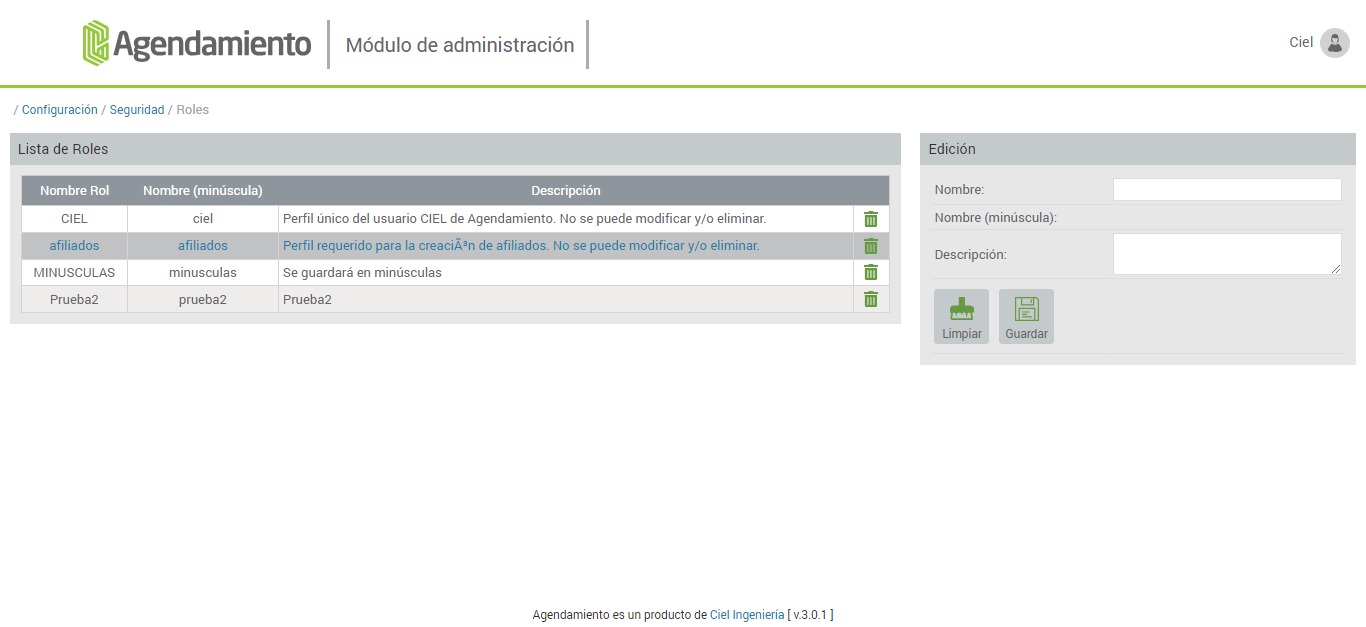 Agendamiento
Módulo de administración
Ciel
/ Configuración / Seguridad / Roles
Lista de Roles
Nombre Rol Nombre (minúscula) Descripción
CIEL ciel Perfil único del usuario CIEL de Agendamiento. No se puede modificar y/o eliminar.
afiliados afiliados Perfil requerido para la creaciÃ³n de afiliados. No se puede modificar y/o eliminar.
MINUSCULAS minusculas Se guardará en minúsculas
Prueba2 prueba2 Prueba2
Edición
Nombre:
Nombre (minúscula):
Descripción:
Limpiar Guardar
Agendamiento es un producto de Ciel Ingeniería [ v.3.0.1 ]